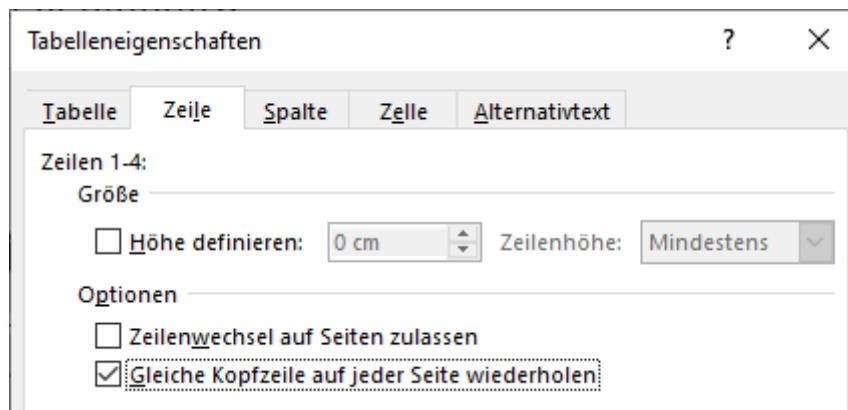 Tabelleneigenschaften ?
Tabelle Zeile Spalte Zelle Alternativtext
Zeilen 1-4:
Größe
Höhe definieren: 0 cm Zeilenhöhe: Mindestens
Optionen
Zeilenwechsel auf Seiten zulassen
Gleiche Kopfzeile auf jeder Seite wiederholen